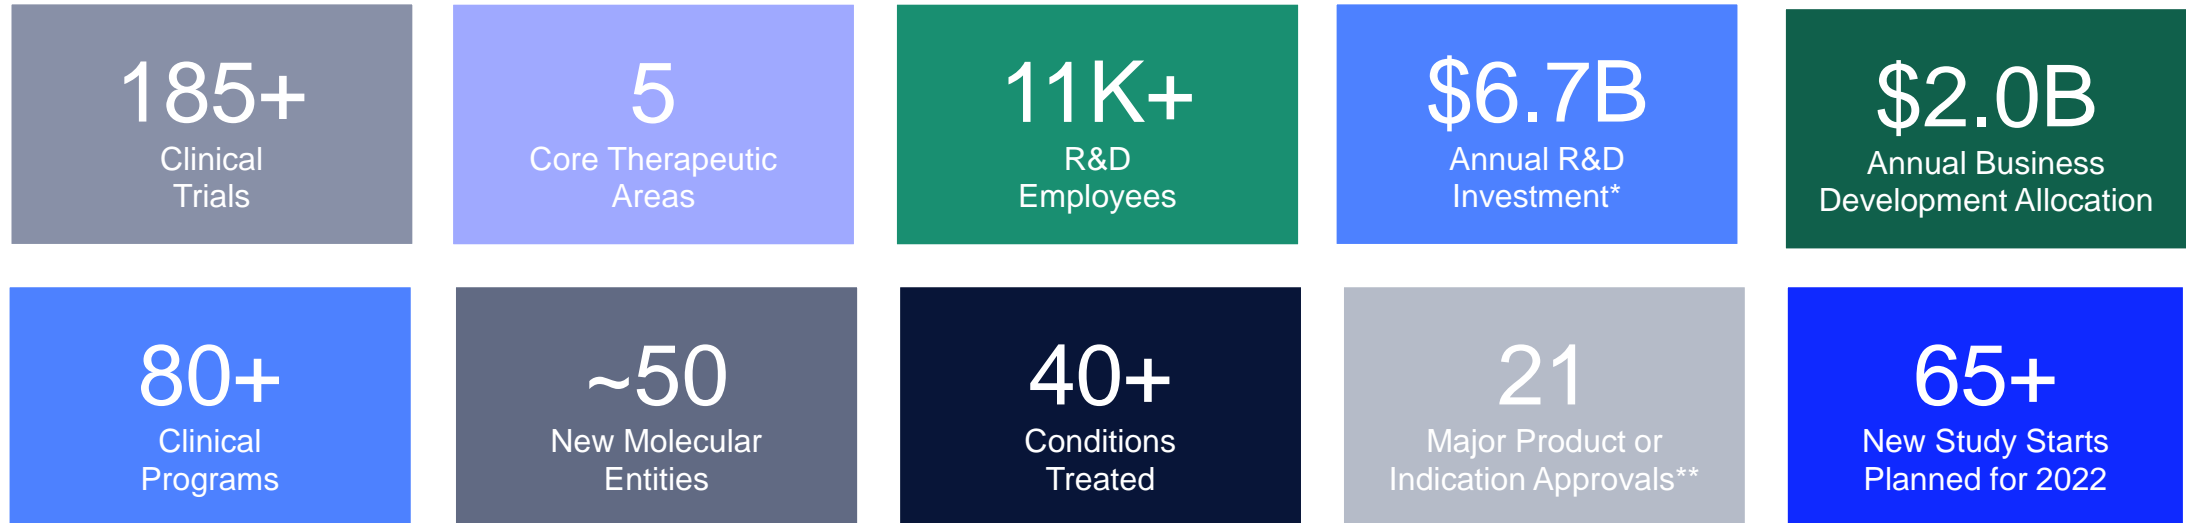 185+
Clinical
Trials
5
Core Therapeutic
Areas
11K+
R&D
Employees
$6.7B
Annual R&D
Investment*
$2.0B
Annual Business
Development Allocation
80+
Clinical
Programs
~50
New Molecular
Entities
40+
Conditions
Treated
21
Major Product or
Indication Approvals**
65+
New Study Starts
Planned for 2022